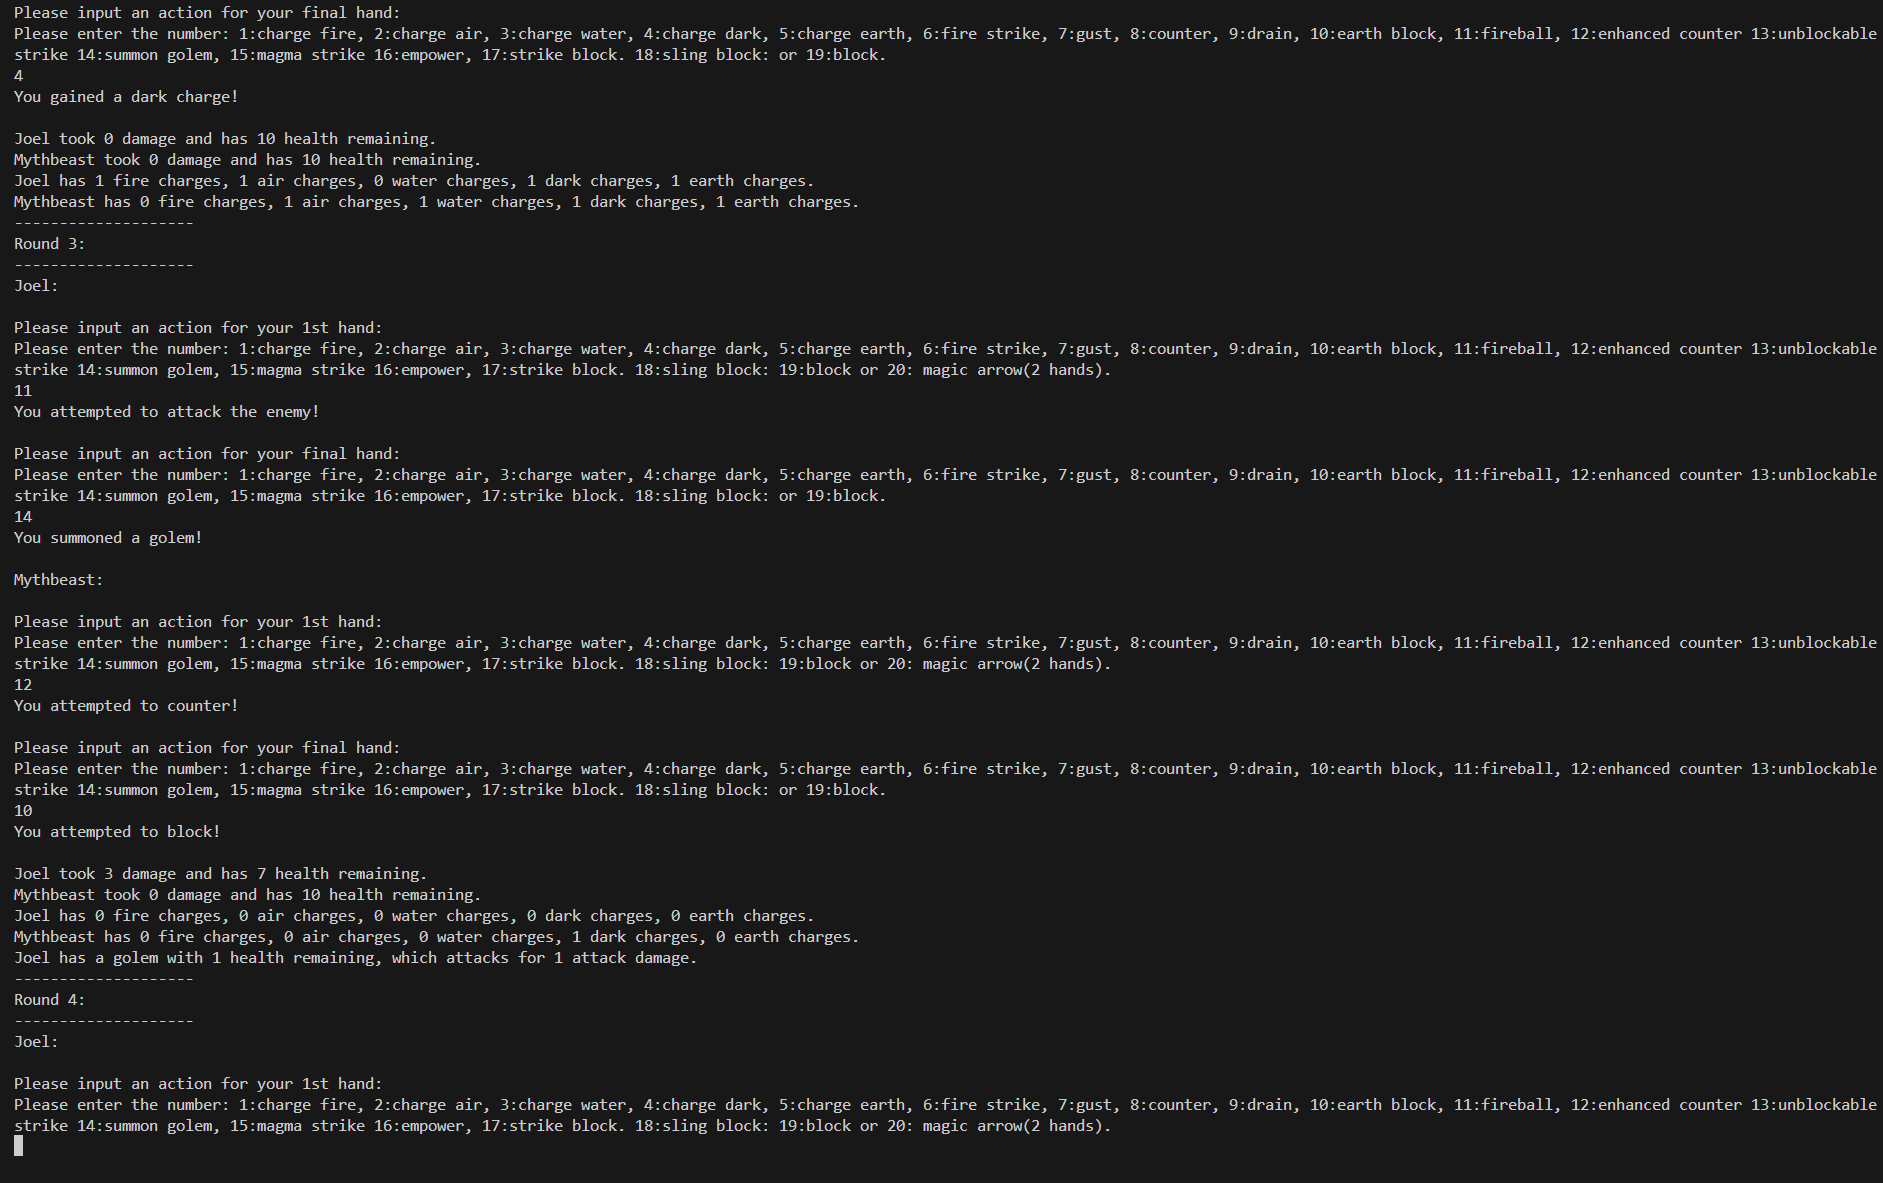 Please input an action for your final hand:
Please enter the number: 1:charge fire, 2:charge air, 3:charge water, 4:charge dark, 5:charge earth, 6:fire strike, 7:gust, 8:counter, 9:drain, 10:earth block, 11:fireball, 12:enhanced counter 13:unblockable
strike 14:summon golem, 15:magma strike 16:empower, 17:strike block. 18:sling block: or 19:block.
4
You gained a dark charge!

Joel took 0 damage and has 10 health remaining.
Mythbeast took 0 damage and has 10 health remaining.
Joel has 1 fire charges, 1 air charges, 0 water charges, 1 dark charges, 1 earth charges.
Mythbeast has 0 fire charges, 1 air charges, 1 water charges, 1 dark charges, 1 earth charges.
--------------------
Round 3:
--------------------
Joel:

Please input an action for your 1st hand:
Please enter the number: 1:charge fire, 2:charge air, 3:charge water, 4:charge dark, 5:charge earth, 6:fire strike, 7:gust, 8:counter, 9:drain, 10:earth block, 11:fireball, 12:enhanced counter 13:unblockable
strike 14:summon golem, 15:magma strike 16:empower, 17:strike block. 18:sling block: 19:block or 20: magic arrow(2 hands).
11
You attempted to attack the enemy!

Please input an action for your final hand:
Please enter the number: 1:charge fire, 2:charge air, 3:charge water, 4:charge dark, 5:charge earth, 6:fire strike, 7:gust, 8:counter, 9:drain, 10:earth block, 11:fireball, 12:enhanced counter 13:unblockable
strike 14:summon golem, 15:magma strike 16:empower, 17:strike block. 18:sling block: or 19:block.
14
You summoned a golem!

Mythbeast:

Please input an action for your 1st hand:
Please enter the number: 1:charge fire, 2:charge air, 3:charge water, 4:charge dark, 5:charge earth, 6:fire strike, 7:gust, 8:counter, 9:drain, 10:earth block, 11:fireball, 12:enhanced counter 13:unblockable
strike 14:summon golem, 15:magma strike 16:empower, 17:strike block. 18:sling block: 19:block or 20: magic arrow(2 hands).
12
You attempted to counter!

Please input an action for your final hand:
Please enter the number: 1:charge fire, 2:charge air, 3:charge water, 4:charge dark, 5:charge earth, 6:fire strike, 7:gust, 8:counter, 9:drain, 10:earth block, 11:fireball, 12:enhanced counter 13:unblockable
strike 14:summon golem, 15:magma strike 16:empower, 17:strike block. 18:sling block: or 19:block.
10
You attempted to block!

Joel took 3 damage and has 7 health remaining.
Mythbeast took 0 damage and has 10 health remaining.
Joel has 0 fire charges, 0 air charges, 0 water charges, 0 dark charges, 0 earth charges.
Mythbeast has 0 fire charges, 0 air charges, 0 water charges, 1 dark charges, 0 earth charges.
Joel has a golem with 1 health remaining, which attacks for 1 attack damage.
--------------------
Round 4:
--------------------
Joel:

Please input an action for your 1st hand:
Please enter the number: 1:charge fire, 2:charge air, 3:charge water, 4:charge dark, 5:charge earth, 6:fire strike, 7:gust, 8:counter, 9:drain, 10:earth block, 11:fireball, 12:enhanced counter 13:unblockable
strike 14:summon golem, 15:magma strike 16:empower, 17:strike block. 18:sling block: 19:block or 20: magic arrow(2 hands).